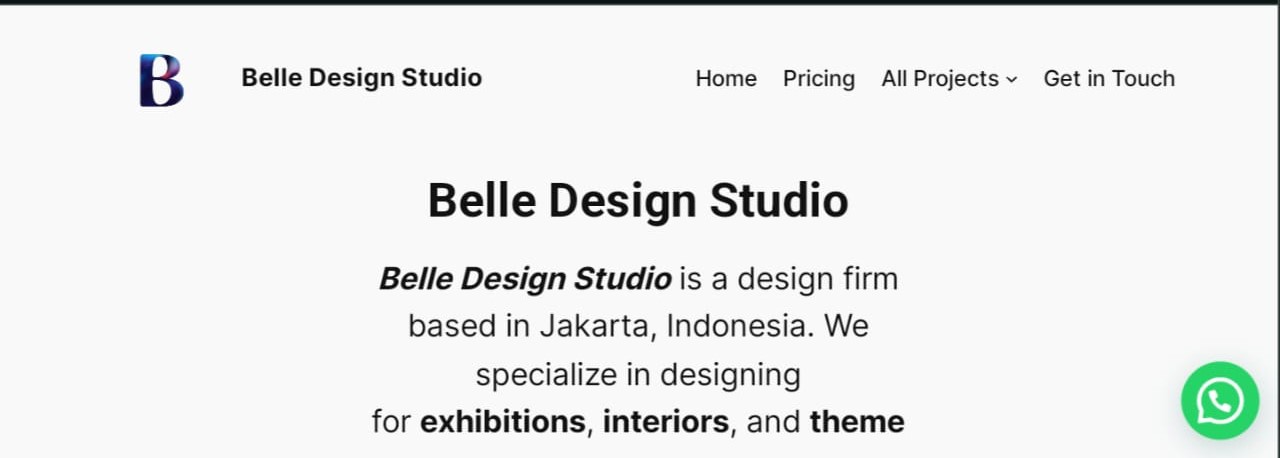 B
Belle Design Studio
Home Pricing All Projects Get in Touch
Belle Design Studio
Belle Design Studio is a design firm
based in Jakarta, Indonesia. We
specialize in designing
for exhibitions, interiors, and theme